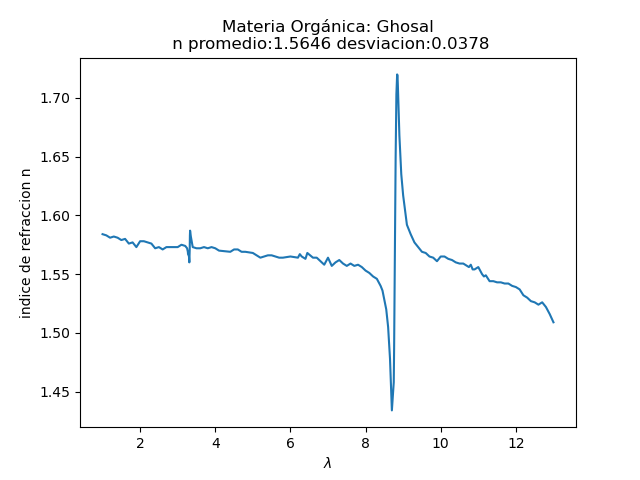 Materia Orgánica: Ghosal
n promedio:1.5646 desviacion:0.0378
indice de refraccion n
1.70
1.65
1.60
1.55
1.50
1.45
2 4 6 8 10 12
λ